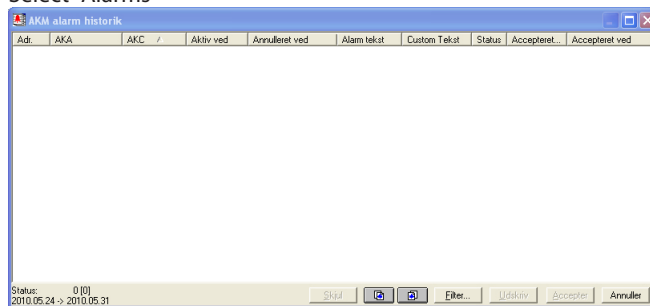 Select "Alarms"
AKM alarm historik
Adr. AKA AKC Aktiv ved Annulleret ved Alarm tekst Custom Tekst Status Accepteret... Accepteret ved
Status: 0 [0]
2010.05.24 -> 2010.05.31
Skjul Filter... Udskriv Accepter Annuller